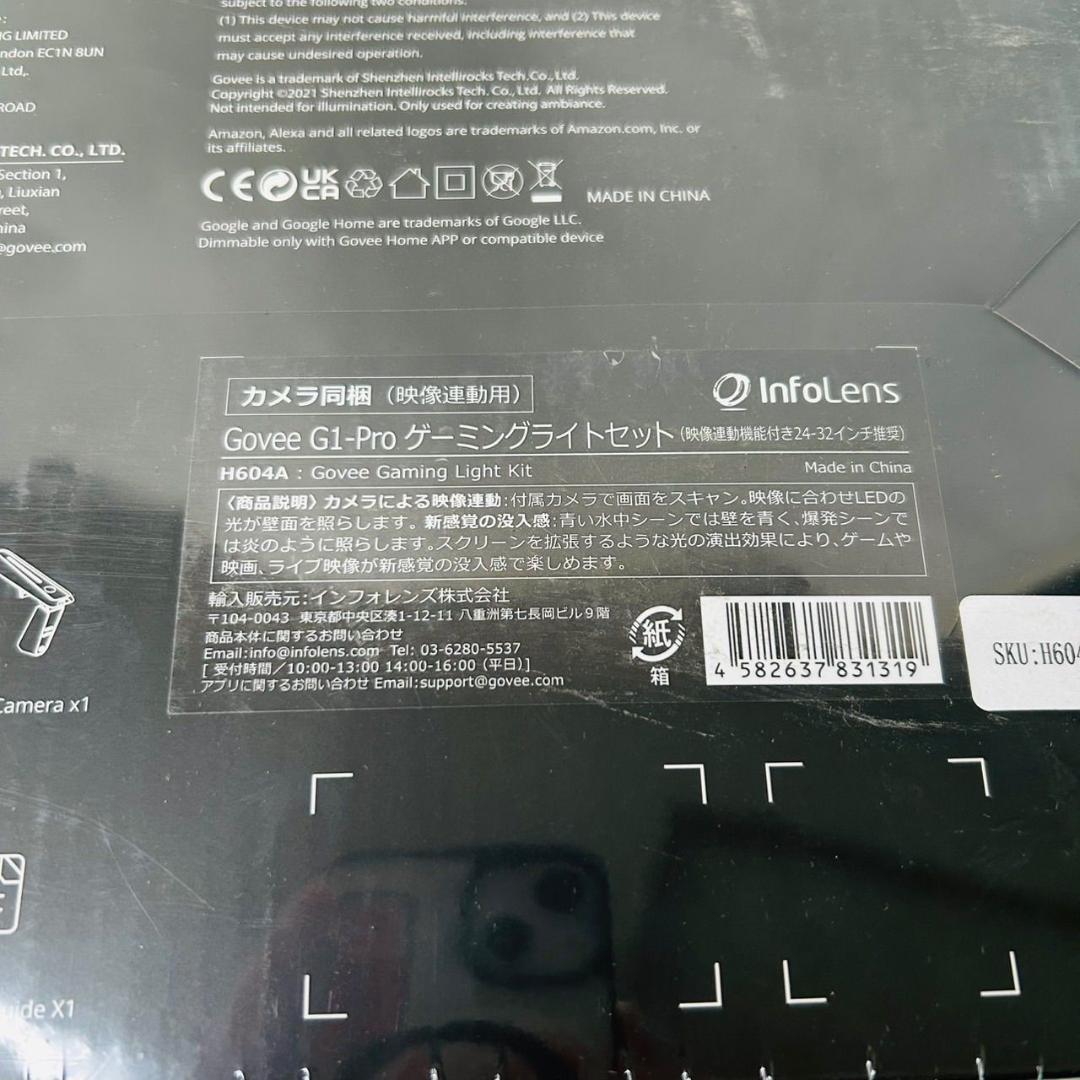 subject to the following two conditions:
(1) This device may not cause harmful interference, and (2) This device
must accept any interference received, including interference that
may cause undesired operation.
Govee is a trademark of Shenzhen Intellirocks Tech.Co., Ltd.
Copyright ©2021 Shenzhen Intellirocks Tech. Co., Ltd. All Rights Reserved.
Not intended for illumination. Only used for creating ambiance.
Amazon, Alexa and all related logos are trademarks of Amazon.com, Inc. or
its affiliates.
CE UK CA MADE IN CHINA
Google and Google Home are trademarks of Google LLC.
Dimmable only with Govee Home APP or compatible device
G LIMITED
ndon EC1N 8UN
Ltd,.
ROAD
TECH. CO., LTD.
Section 1,
, Liuxian
reet,
ina
@govee.com
カメラ同梱（映像連動用）
InfoLens
Govee G1-Pro ゲーミングライトセット（映像連動機能付き24-32インチ推奨）
H604A : Govee Gaming Light Kit
Made in China
〈商品説明〉カメラによる映像連動:付属カメラで画面をスキャン。映像に合わせLEDの
光が壁面を照らします。新感覚の没入感:青い水中シーンでは壁を青く、爆発シーンで
は炎のように照らします。スクリーンを拡張するような光の演出効果により、ゲームや
映画、ライブ映像が新感覚の没入感で楽しめます。
輸入販売元:インフォレンズ株式会社
〒104-0043 東京都中央区湊1-12-11 八重洲第七長岡ビル９階
商品本体に関するお問い合わせ
Email:info@infolens.com Tel: 03-6280-5537
[ 受付時間／10:00-13:00 14:00-16:00（平日）]
アプリに関するお問い合わせ Email:support@govee.com
紙
箱
4 582637 831319
SKU:H604
Camera x1
uide X1